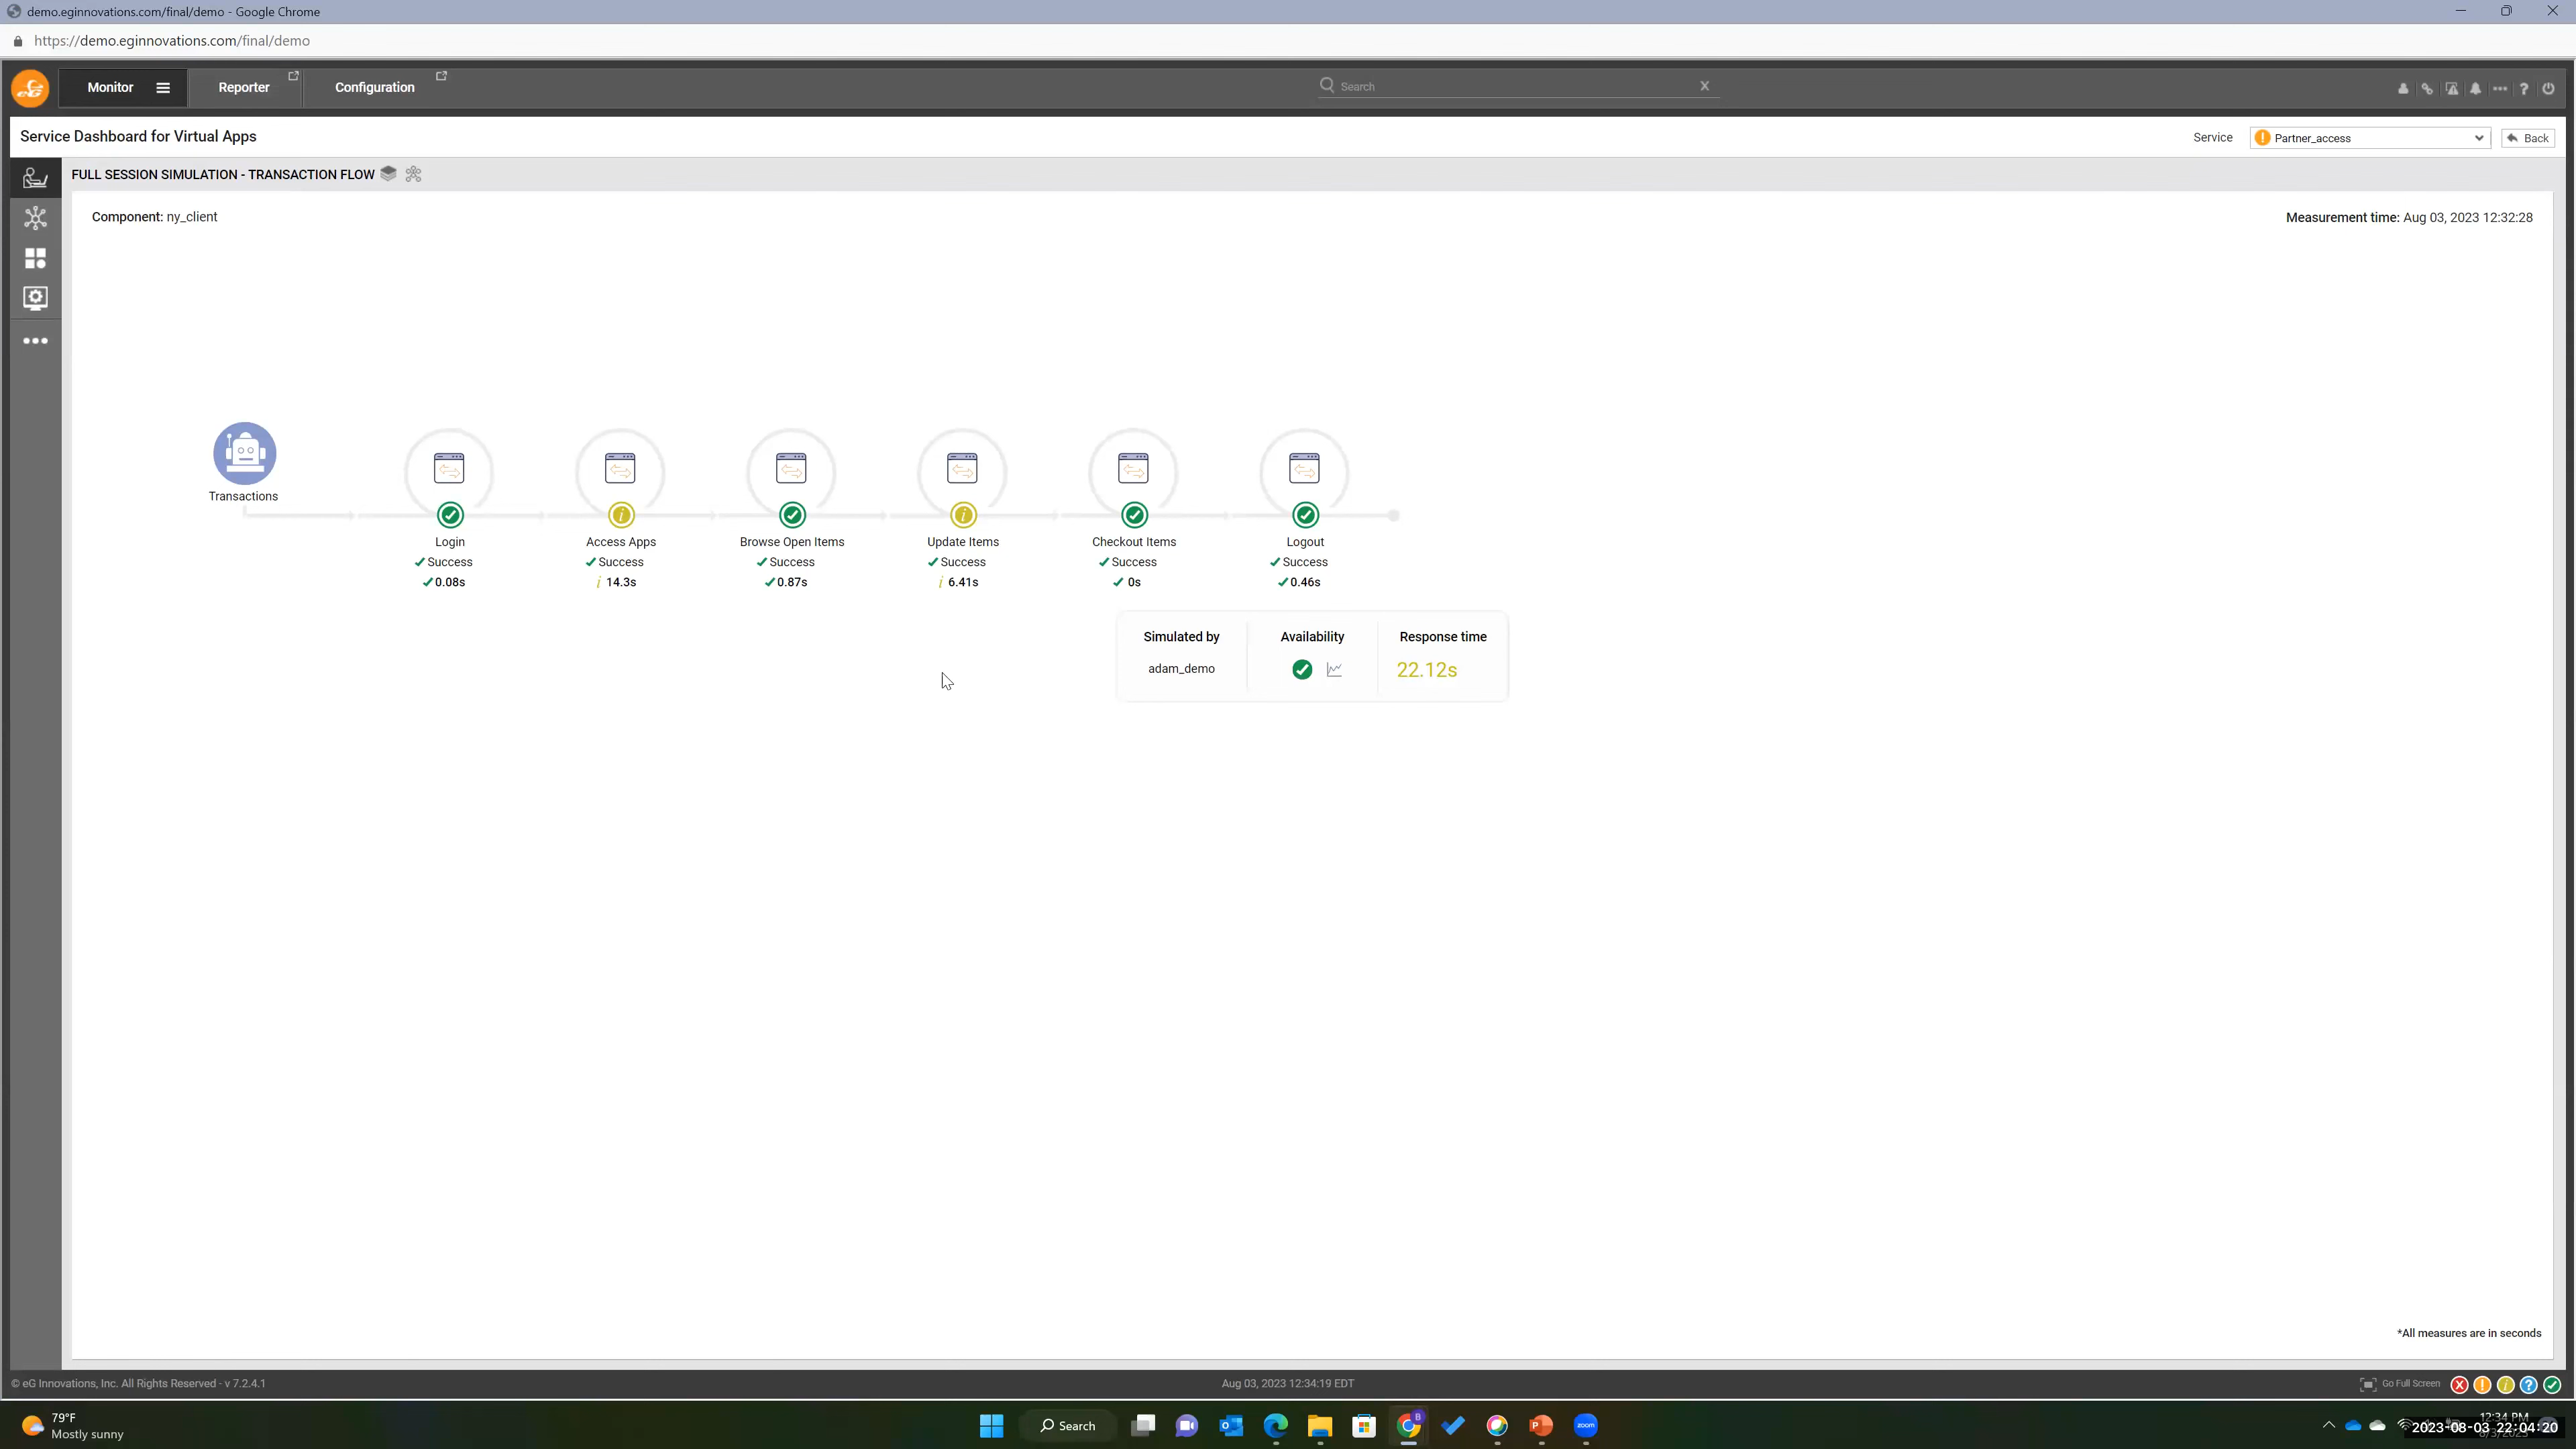 demo.eginnovations.com/final/demo - Google Chrome
https://demo.eginnovations.com/final/demo
Monitor
Reporter
Configuration
Search
X
Service Dashboard for Virtual Apps
Service
Partner_access
Back
FULL SESSION SIMULATION - TRANSACTION FLOW
Component: ny_client
Measurement time: Aug 03, 2023 12:32:28
Transactions
Login
Success
0.08s
Access Apps
Success
i 14.3s
Browse Open Items
Success
0.87s
Update Items
Success
i 6.41s
Checkout Items
Success
0s
Logout
Success
0.46s
Simulated by
adam_demo
Availability
Response time
22.12s
*All measures are in seconds
© eG Innovations, Inc. All Rights Reserved - v 7.2.4.1
Aug 03, 2023 12:34:19 EDT
Go Full Screen
79°F
Mostly sunny
Search
zoom
12:34 PM
2023-08-03 22:04:20